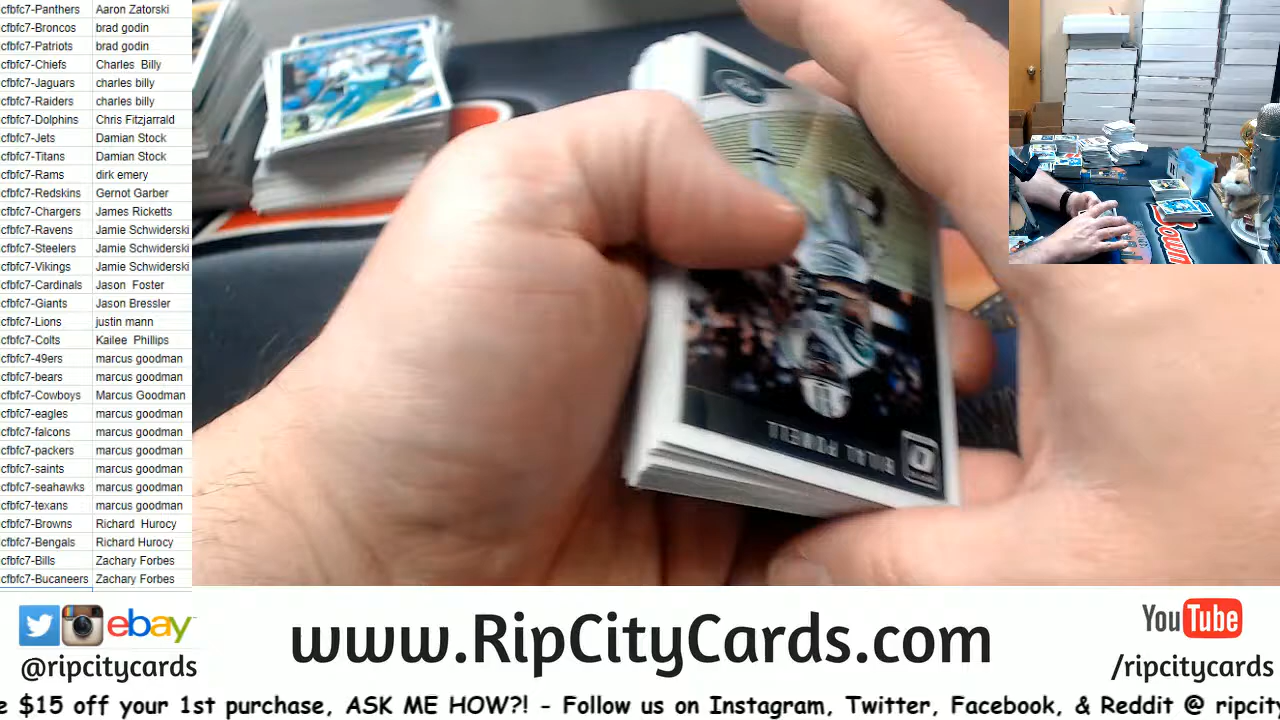 cfbfc7-Panthers Aaron Zatorski
cfbfc7-Broncos brad godin
cfbfc7-Patriots brad godin
cfbfc7-Chiefs Charles Billy
cfbfc7-Jaguars charles billy
cfbfc7-Raiders charles billy
cfbfc7-Dolphins Chris Fitzjarrald
cfbfc7-Jets Damian Stock
cfbfc7-Titans Damian Stock
cfbfc7-Rams dirk emery
cfbfc7-Redskins Gernot Garber
cfbfc7-Chargers James Ricketts
cfbfc7-Ravens Jamie Schwiderski
cfbfc7-Steelers Jamie Schwiderski
cfbfc7-Vikings Jamie Schwiderski
cfbfc7-Cardinals Jason Foster
cfbfc7-Giants Jason Bressler
cfbfc7-Lions justin mann
cfbfc7-Colts Kailee Phillips
cfbfc7-49ers marcus goodman
cfbfc7-bears marcus goodman
cfbfc7-Cowboys Marcus Goodman
cfbfc7-eagles marcus goodman
cfbfc7-falcons marcus goodman
cfbfc7-packers marcus goodman
cfbfc7-saints marcus goodman
cfbfc7-seahawks marcus goodman
cfbfc7-texans marcus goodman
cfbfc7-Browns Richard Hurocy
cfbfc7-Bengals Richard Hurocy
cfbfc7-Bills Zachary Forbes
cfbfc7-Bucaneers Zachary Forbes
BILAL POWELL
ebay
@ripcitycards
www.RipCityCards.com
YouTube
/ripcitycards
e $15 off your 1st purchase, ASK ME HOW?! - Follow us on Instagram, Twitter, Facebook, & Reddit @ ripcity